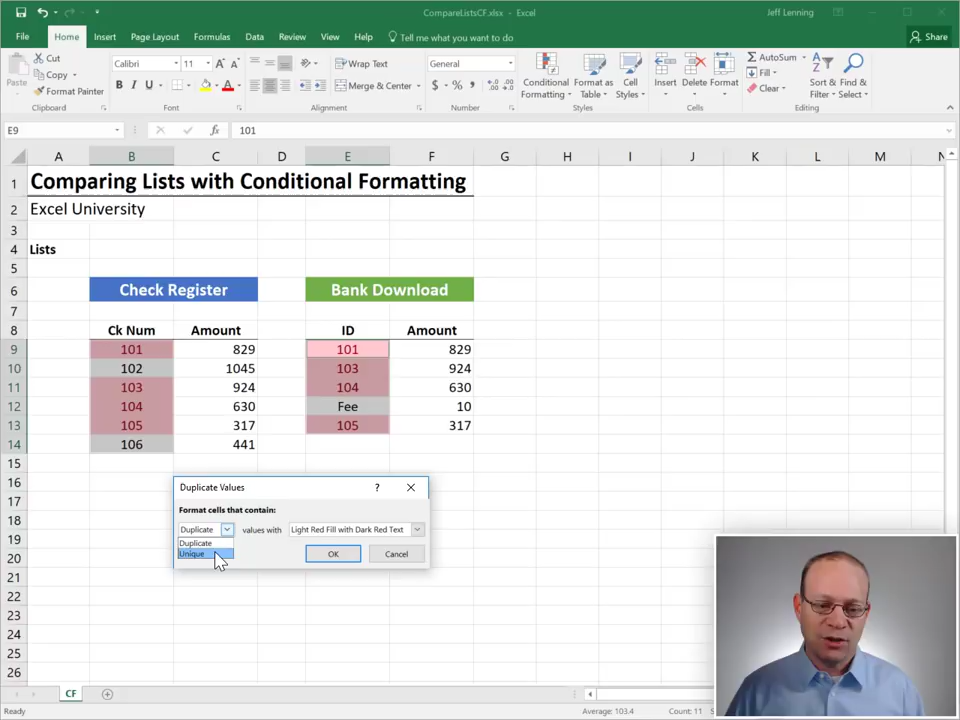 CompareListsCF.xlsx - Excel
Jeff Lenning
File Home Insert Page Layout Formulas Data Review View Help Tell me what you want to do Share
Paste
Cut
Copy
Format Painter
Clipboard
Calibri 11
B I U A
Font
Wrap Text
Merge & Center
Alignment
General
$ % ,
Number
Conditional Formatting
Format as Table
Cell Styles
Styles
Insert Delete Format
Cells
AutoSum
Fill
Clear
Sort & Filter
Find & Select
Editing
E9 fx 101
A B C D E F G H I J K L M N
1 Comparing Lists with Conditional Formatting
2 Excel University
3
4 Lists
5
6 Check Register Bank Download
7
8 Ck Num Amount ID Amount
9 101 829 101 829
10 102 1045 103 924
11 103 924 104 630
12 104 630 Fee 10
13 105 317 105 317
14 106 441
15
16
17
18
19
20
21
22
23
24
25
26
Duplicate Values ?
Format cells that contain:
Duplicate values with Light Red Fill with Dark Red Text
Duplicate
Unique
OK Cancel
CF
Ready Average: 103.4 Count: 11